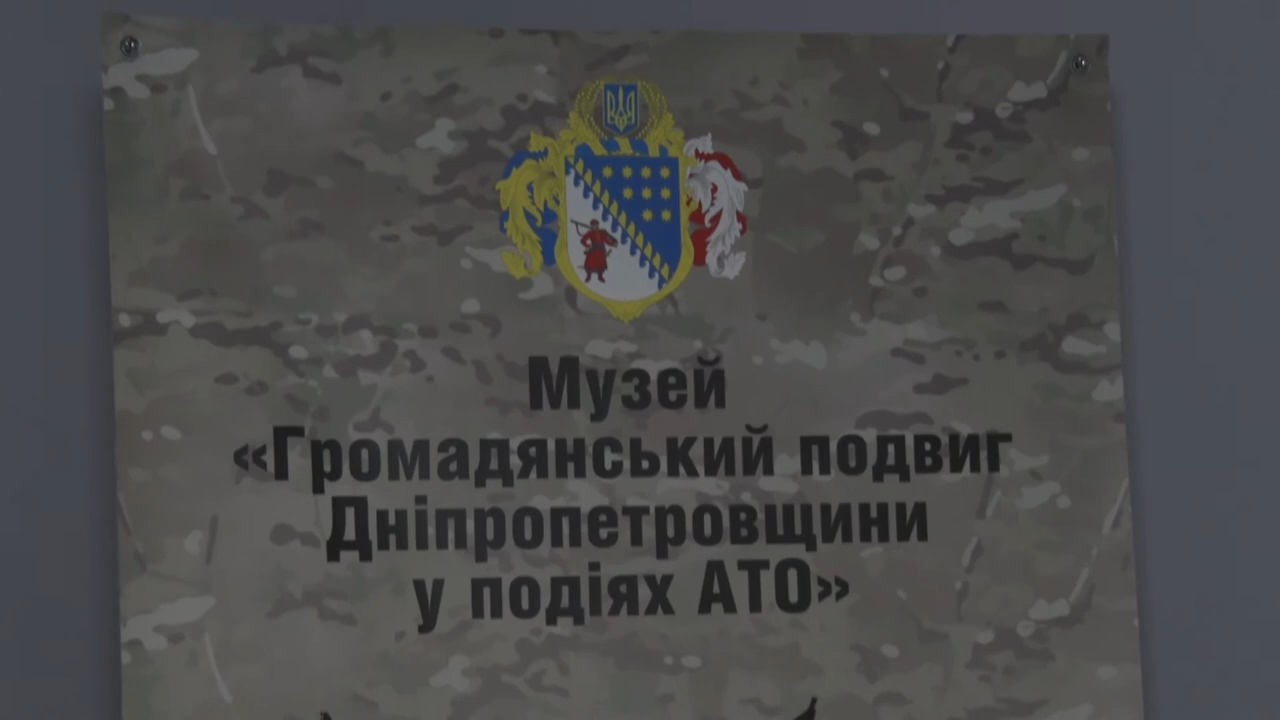 Музей
«Громадянський подвиг
Дніпропетровщини
у подіях АТО»